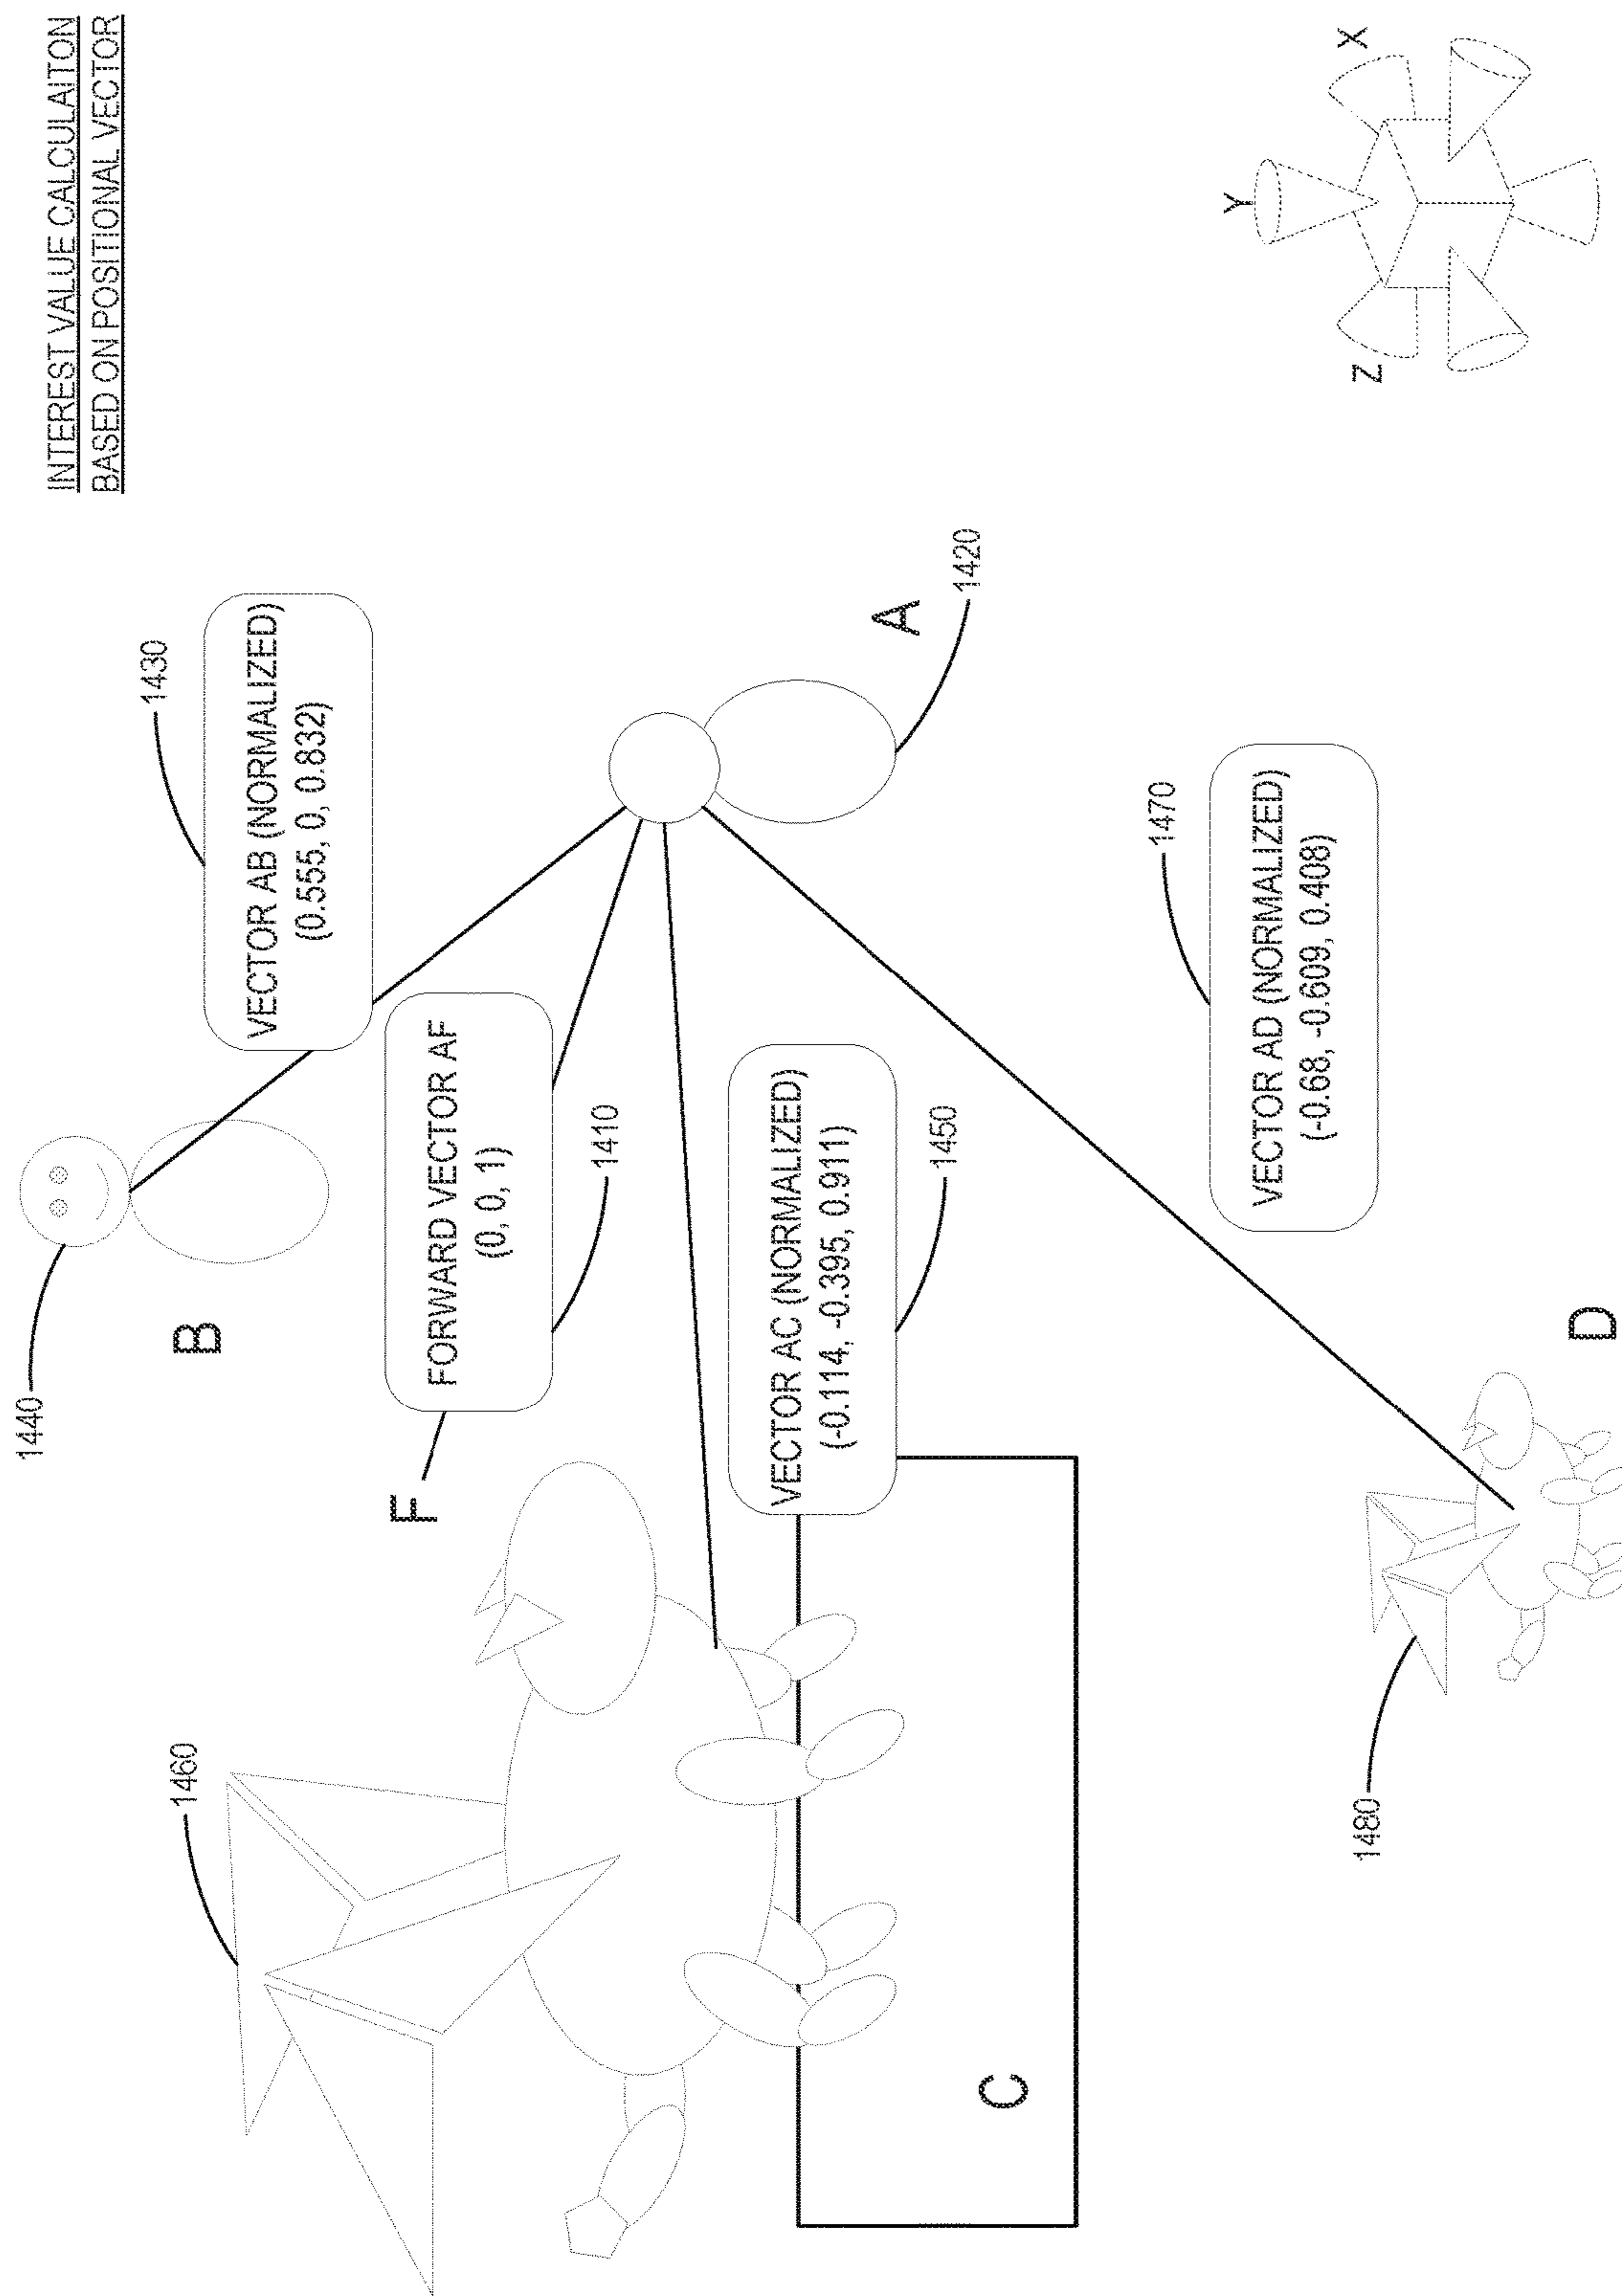 INTEREST VALUE CALCULAITON
BASED ON POSITIONAL VECTOR
1440
B
1430
VECTOR AB (NORMALIZED)
(0.555, 0, 0.832)
1460
F
FORWARD VECTOR AF
(0, 0, 1)
1410
VECTOR AC (NORMALIZED)
(-0.114, -0.395, 0.911)
1450
A
1420
C
1470
VECTOR AD (NORMALIZED)
(-0.68, -0.609, 0.408)
1480
D
Y
Z
X